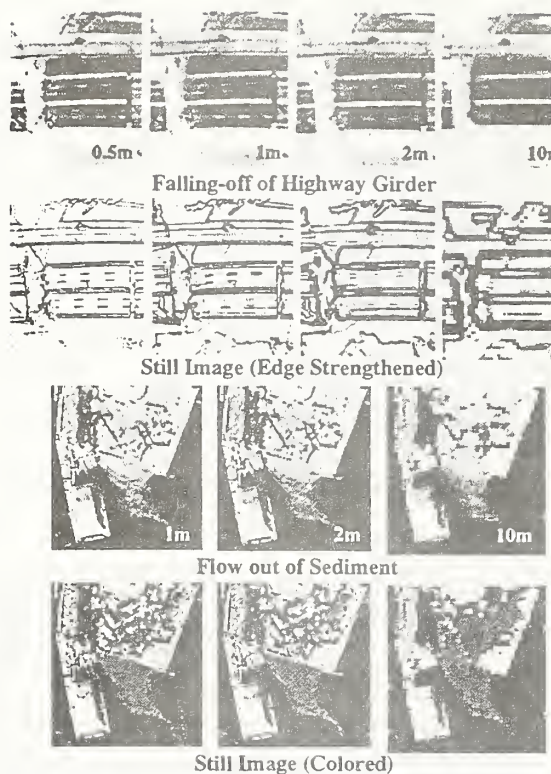 0.5m 1m 2m 10m
Falling-off of Highway Girder
Still Image (Edge Strengthened)
1m 2m 10m
Flow out of Sediment
Still Image (Colored)